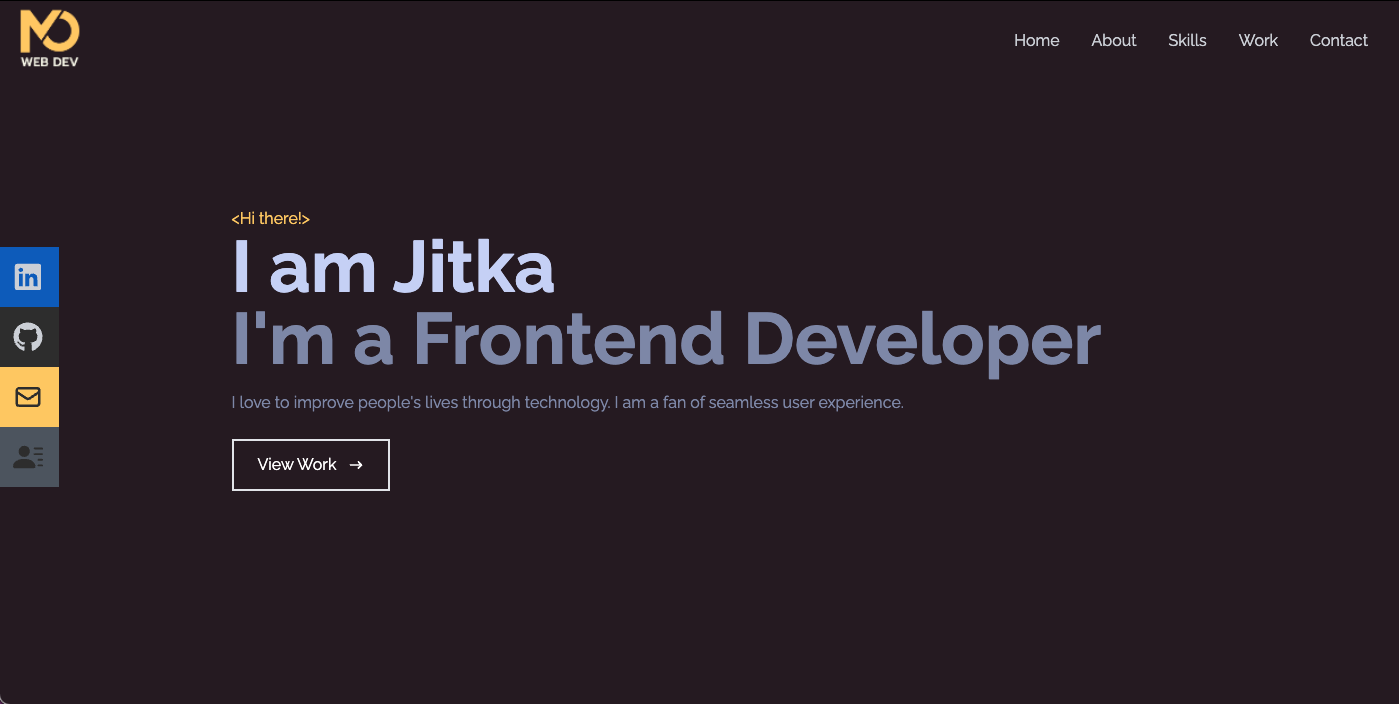 MO
WEB DEV
Home About Skills Work Contact
<Hi there!>
I am Jitka
I'm a Frontend Developer
in
I love to improve people's lives through technology. I am a fan of seamless user experience.
View Work →